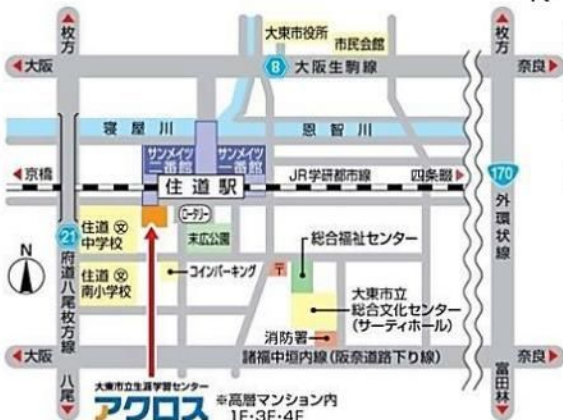 枚方
枚方
大東市役所
市民会館
大阪
8
大阪生駒線
奈良
寝屋川
恩智川
サンメイツ
二番館
サンメイツ
一番館
京橋
住道駅
JR学研都市線
四条畷
170
外環状線
ロータリー
住道
中学校
文
末広公園
21
府道八尾枚方線
総合福祉センター
N
住道
南小学校
文
コインパーキング
〒
大東市立
総合文化センター
(サーティホール)
消防署
大阪
諸福中垣内線(阪奈道路下り線)
奈良
八尾
富田林
大東市立生涯学習センター
アクロス
※高層マンション内
1F・3F・4F